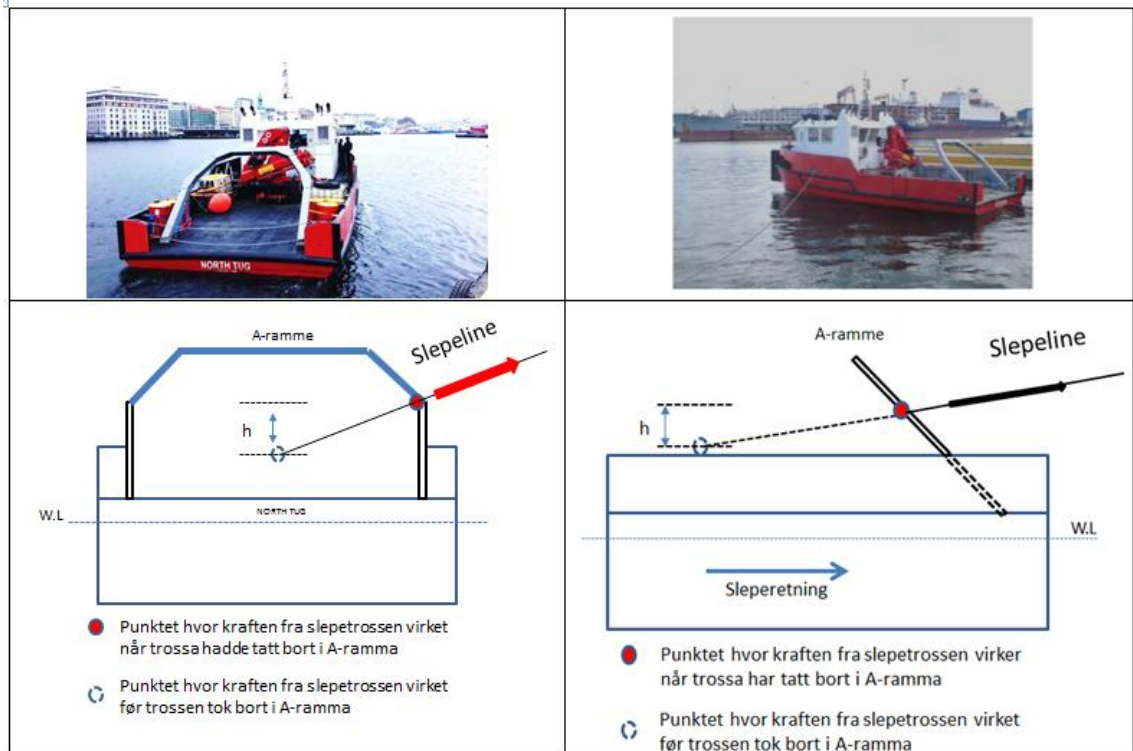 NORTH TUG
A-ramme
Slepeline
h
W.L
NORTH TUG
Punktet hvor kraften fra slepetrossen virket
når trossa hadde tatt bort i A-ramma
Punktet hvor kraften fra slepetrossen virket
før trossen tok bort i A-ramma
A-ramme
Slepeline
h
W.L
Sleperetning
Punktet hvor kraften fra slepetrossen virker
når trossa har tatt bort i A-ramma
Punktet hvor kraften fra slepetrossen virket
før trossen tok bort i A-ramma